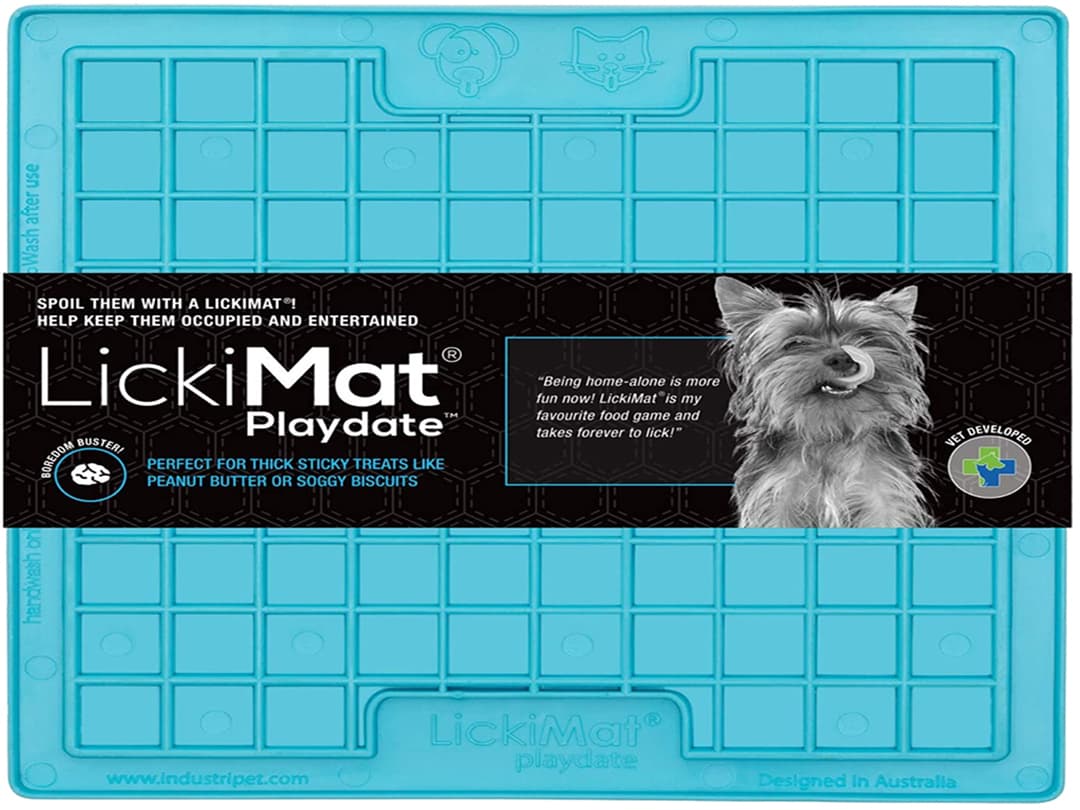 SPOIL THEM WITH A LICKIMAT®!
HELP KEEP THEM OCCUPIED AND ENTERTAINED
LickiMat®
Playdate™
BOREDOM BUSTER!
PERFECT FOR THICK STICKY TREATS LIKE
PEANUT BUTTER OR SOGGY BISCUITS
“Being home-alone is more
fun now! LickiMat® is my
favourite food game and
takes forever to lick!”
VET DEVELOPED
Wash after use
handwash
LickiMat®
playdate
www.industripet.com
Designed in Australia